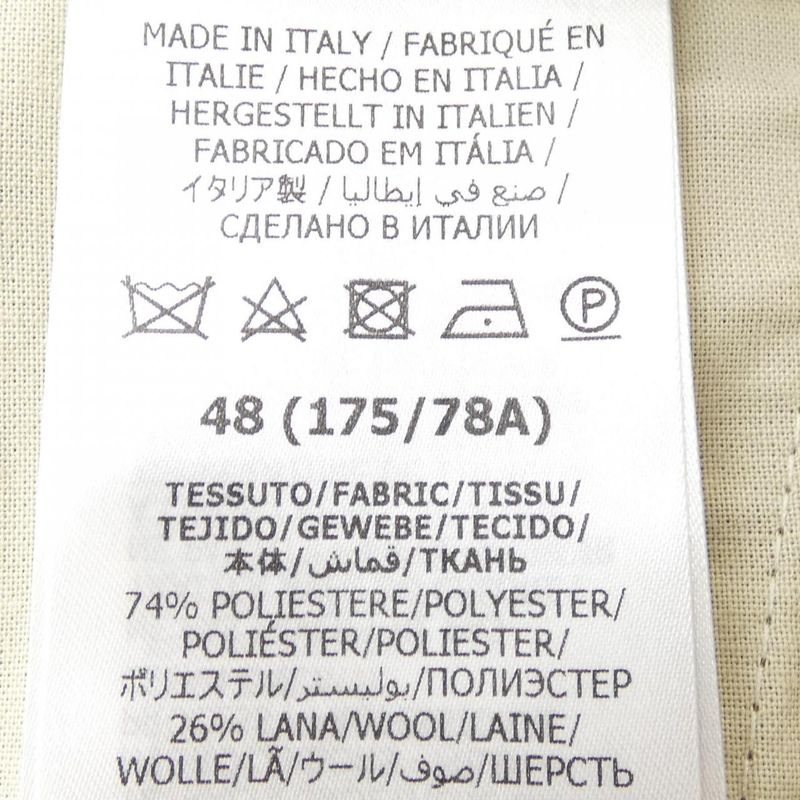 MADE IN ITALY / FABRIQUÉ EN
ITALIE / HECHO EN ITALIA /
HERGESTELLT IN ITALIEN /
FABRICADO EM ITÁLIA /
イタリア製 / صنع في إيطاليا /
СДЕЛАНО В ИТАЛИИ
P
48 (175/78A)
TESSUTO/FABRIC/TISSU/
TEJIDO/GEWEBE/TECIDO/
本体/قماش/ТКАНЬ
74% POLIESTERE/POLYESTER/
POLIÉSTER/POLIESTER/
ポリエステル/بوليستر/ПОЛИЭСТЕР
26% LANA/WOOL/LAINE/
WOLLE/LÃ/ウール/صوف/ШЕРСТЬ